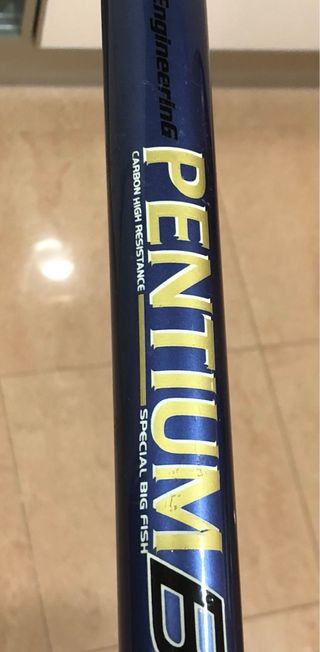 EngineerinG
PENTIUM
CARBON HIGH RESISTANCE
SPECIAL BIG FISH